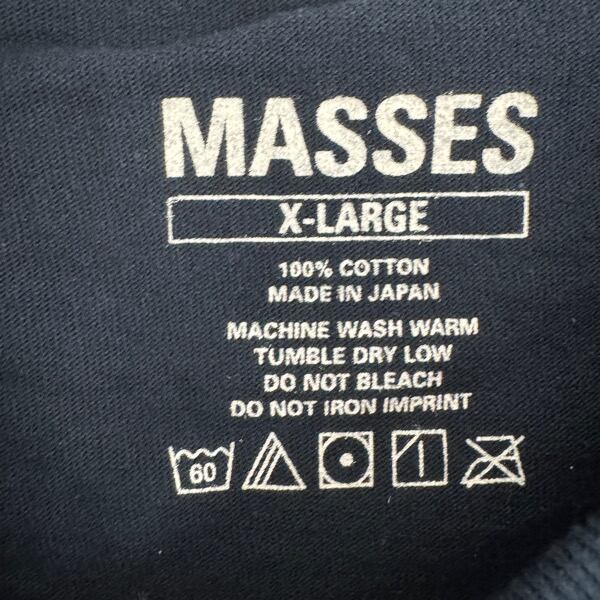 MASSES
X-LARGE
100% COTTON
MADE IN JAPAN
MACHINE WASH WARM
TUMBLE DRY LOW
DO NOT BLEACH
DO NOT IRON IMPRINT
60